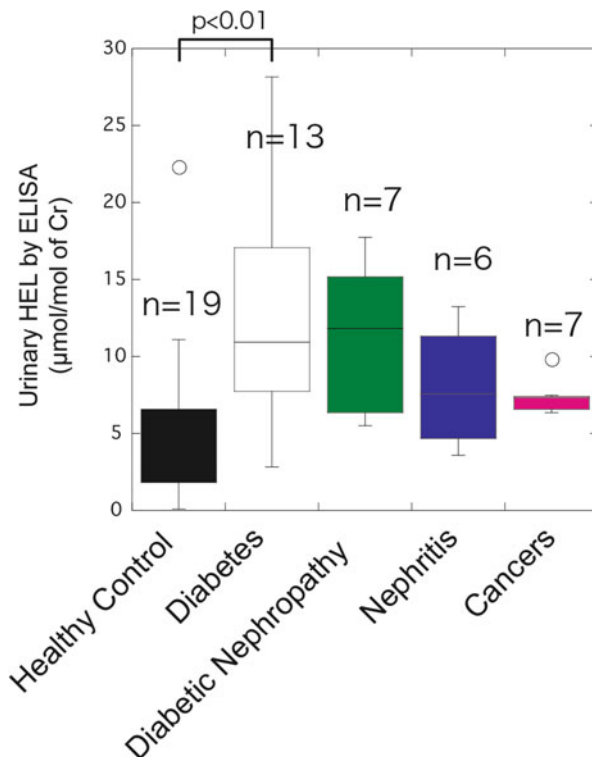 p<0.01
30
25
20
15
10
5
0
Urinary HEL by ELISA
(μmol/mol of Cr)
n=19
n=13
n=7
n=6
n=7
Healthy Control
Diabetes
Diabetic Nephropathy
Nephritis
Cancers